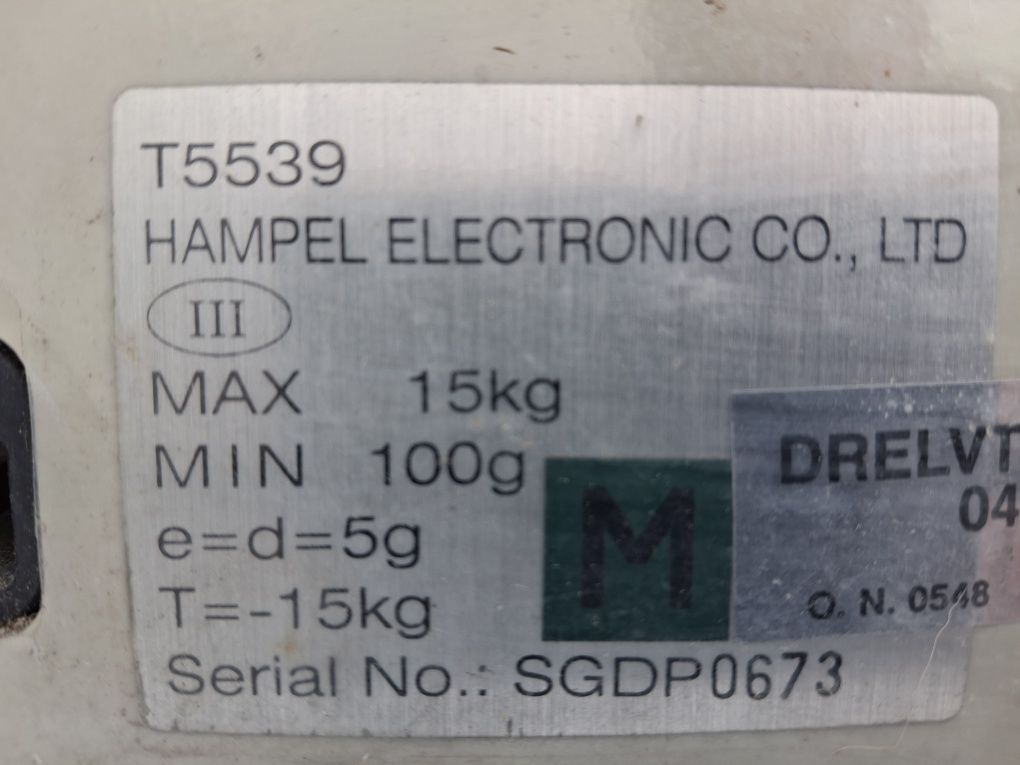 T5539
HAMPEL ELECTRONIC CO., LTD
III
MAX 15kg
MIN 100g
e=d=5g
T=-15kg
M
DRELVT
04
O. N. 0548
Serial No.: SGDP0673